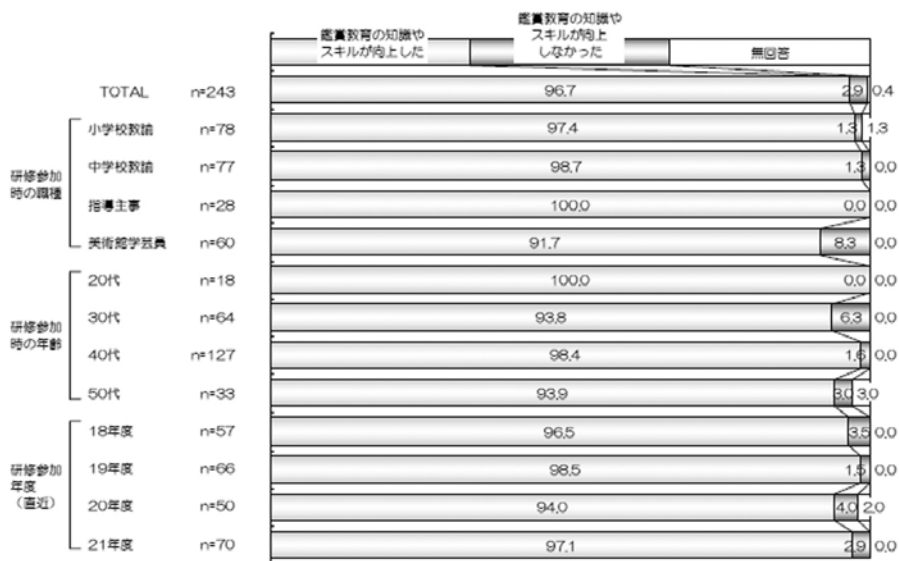 鑑賞教育の知識や
スキルが向上した
鑑賞教育の知識や
スキルが向上
しなかった
無回答
TOTAL n=243 96.7 2.9 0.4
研修参加
時の職種
小学校教諭 n=78 97.4 1.3 1.3
中学校教諭 n=77 98.7 1.3 0.0
指導主事 n=28 100.0 0.0 0.0
美術館学芸員 n=60 91.7 8.3 0.0
研修参加
時の年齢
20代 n=18 100.0 0.0 0.0
30代 n=64 93.8 6.3 0.0
40代 n=127 98.4 1.6 0.0
50代 n=33 93.9 3.0 3.0
研修参加
年度
(直近)
18年度 n=57 96.5 3.5 0.0
19年度 n=66 98.5 1.5 0.0
20年度 n=50 94.0 4.0 2.0
21年度 n=70 97.1 2.9 0.0